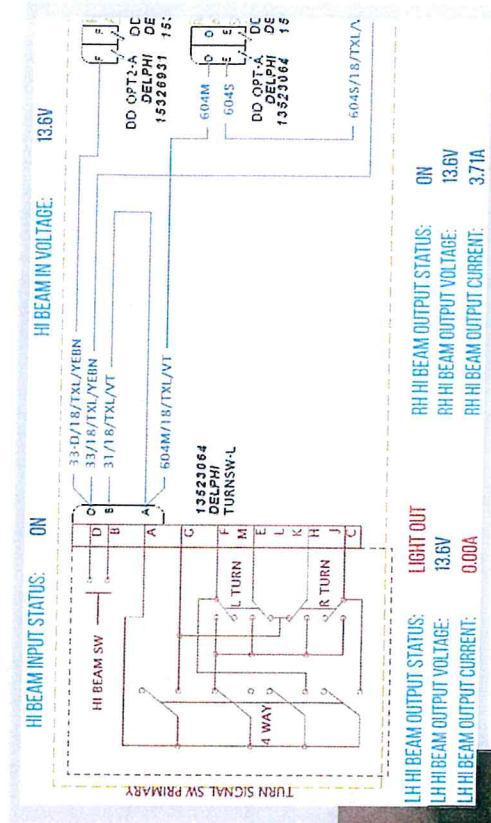 HI BEAM INPUT STATUS: ON
HI BEAM IN VOLTAGE: 13.6V
TURN SIGNAL SW PRIMARY
HI BEAM SW
4 WAY
L TURN
R TURN
D
B
A
G
F
M
E
L
K
H
J
C
D
B
A
13523064
DELPHI
TURNSW-L
33-D/18/TXL/YEBN
33/18/TXL/YEBN
31/18/TXL/VT
604M/18/TXL/VT
F F
DD OPT2-A
DELPHI
15326931
604M
604S
D D
E E
DD OPT-A
DELPHI
13523064
604S/18/TXL/
LH HI BEAM OUTPUT STATUS: LIGHT OUT
LH HI BEAM OUTPUT VOLTAGE: 13.6V
LH HI BEAM OUTPUT CURRENT: 0.00A
RH HI BEAM OUTPUT STATUS: ON
RH HI BEAM OUTPUT VOLTAGE: 13.6V
RH HI BEAM OUTPUT CURRENT: 3.71A